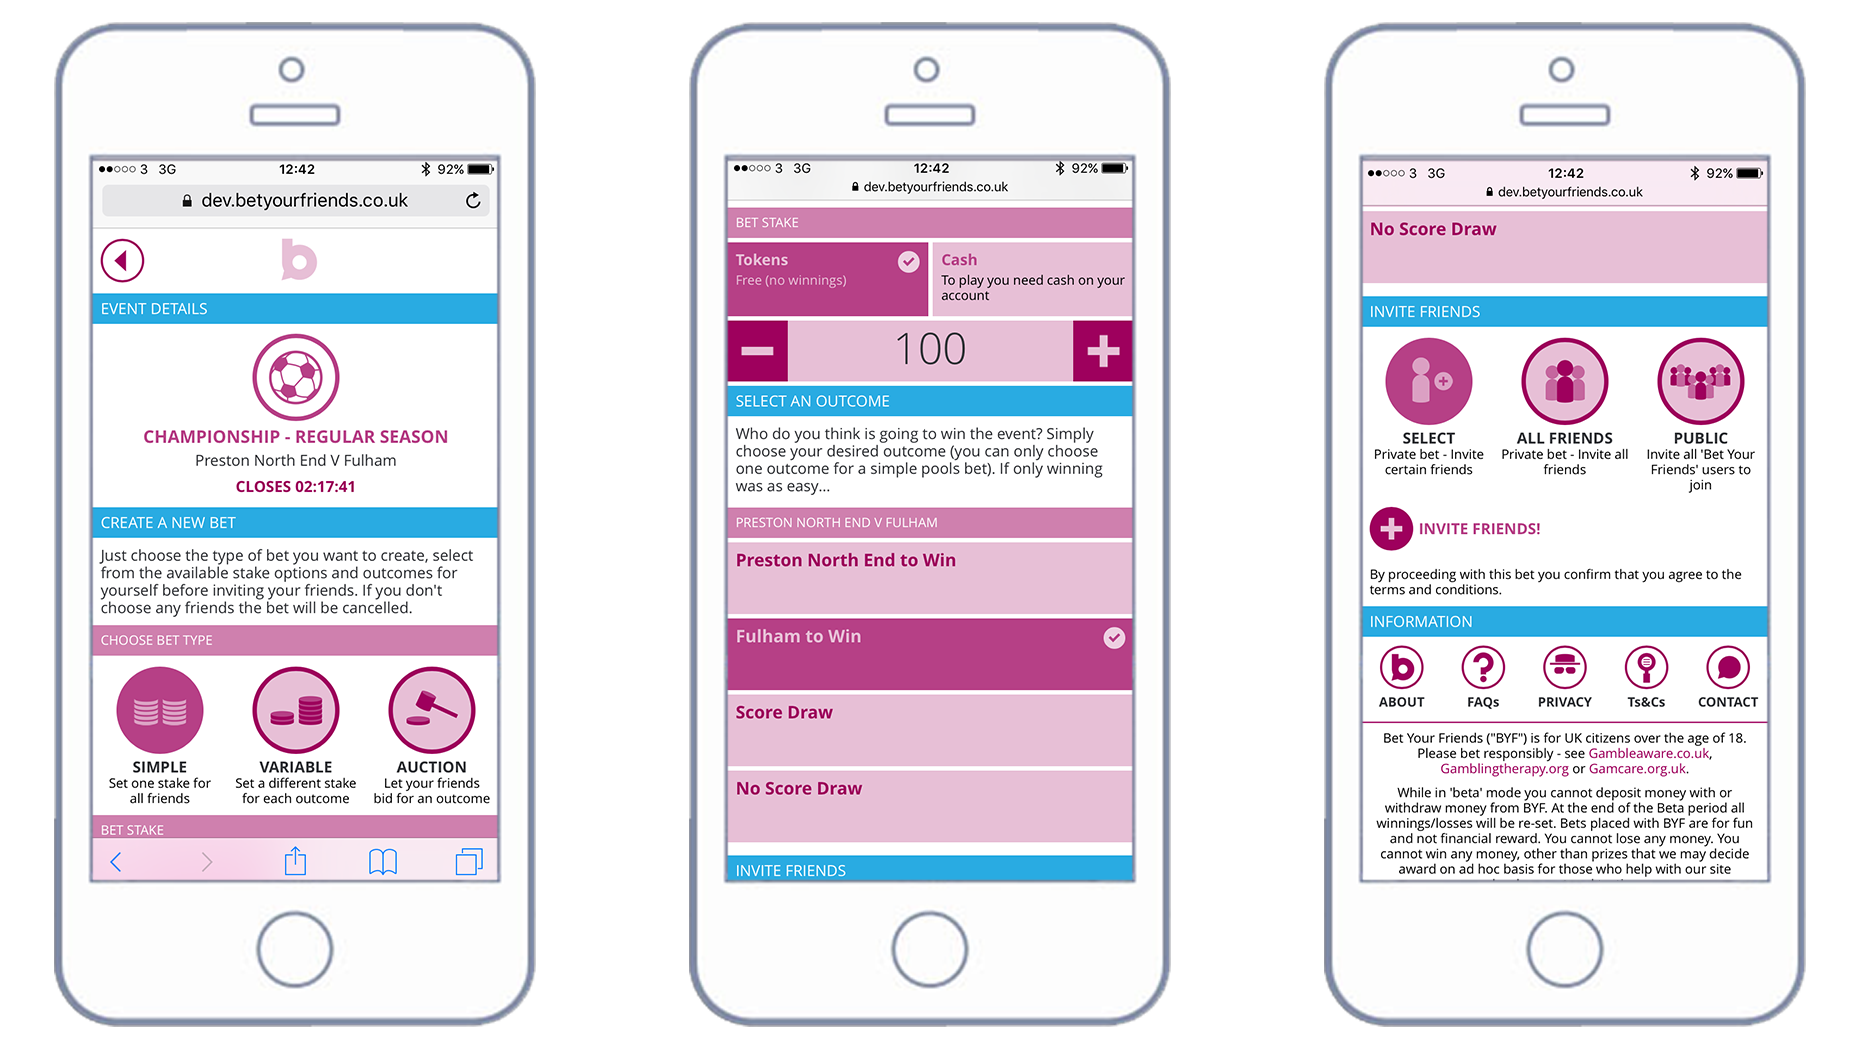 3 3G 12:42 92%
dev.betyourfriends.co.uk
b
EVENT DETAILS
CHAMPIONSHIP - REGULAR SEASON
Preston North End V Fulham
CLOSES 02:17:41
CREATE A NEW BET
Just choose the type of bet you want to create, select
from the available stake options and outcomes for
yourself before inviting your friends. If you don't
choose any friends the bet will be cancelled.
CHOOSE BET TYPE
SIMPLE
Set one stake for
all friends
VARIABLE
Set a different stake
for each outcome
AUCTION
Let your friends
bid for an outcome
BET STAKE
3 3G 12:42 92%
dev.betyourfriends.co.uk
BET STAKE
Tokens
Free (no winnings)
Cash
To play you need cash on your
account
100
SELECT AN OUTCOME
Who do you think is going to win the event? Simply
choose your desired outcome (you can only choose
one outcome for a simple pools bet). If only winning
was as easy...
PRESTON NORTH END V FULHAM
Preston North End to Win
Fulham to Win
Score Draw
No Score Draw
INVITE FRIENDS
3 3G 12:42 92%
dev.betyourfriends.co.uk
No Score Draw
INVITE FRIENDS
SELECT
Private bet - Invite
certain friends
ALL FRIENDS
Private bet - Invite all
friends
PUBLIC
Invite all 'Bet Your
Friends' users to
join
INVITE FRIENDS!
By proceeding with this bet you confirm that you agree to the
terms and conditions.
INFORMATION
ABOUT FAQs PRIVACY Ts&Cs CONTACT
Bet Your Friends ("BYF") is for UK citizens over the age of 18.
Please bet responsibly - see Gambleaware.co.uk,
Gamblingtherapy.org or Gamcare.org.uk.
While in 'beta' mode you cannot deposit money with or
withdraw money from BYF. At the end of the Beta period all
winnings/losses will be re-set. Bets placed with BYF are for fun
and not financial reward. You cannot lose any money. You
cannot win any money, other than prizes that we may decide
award on ad hoc basis for those who help with our site